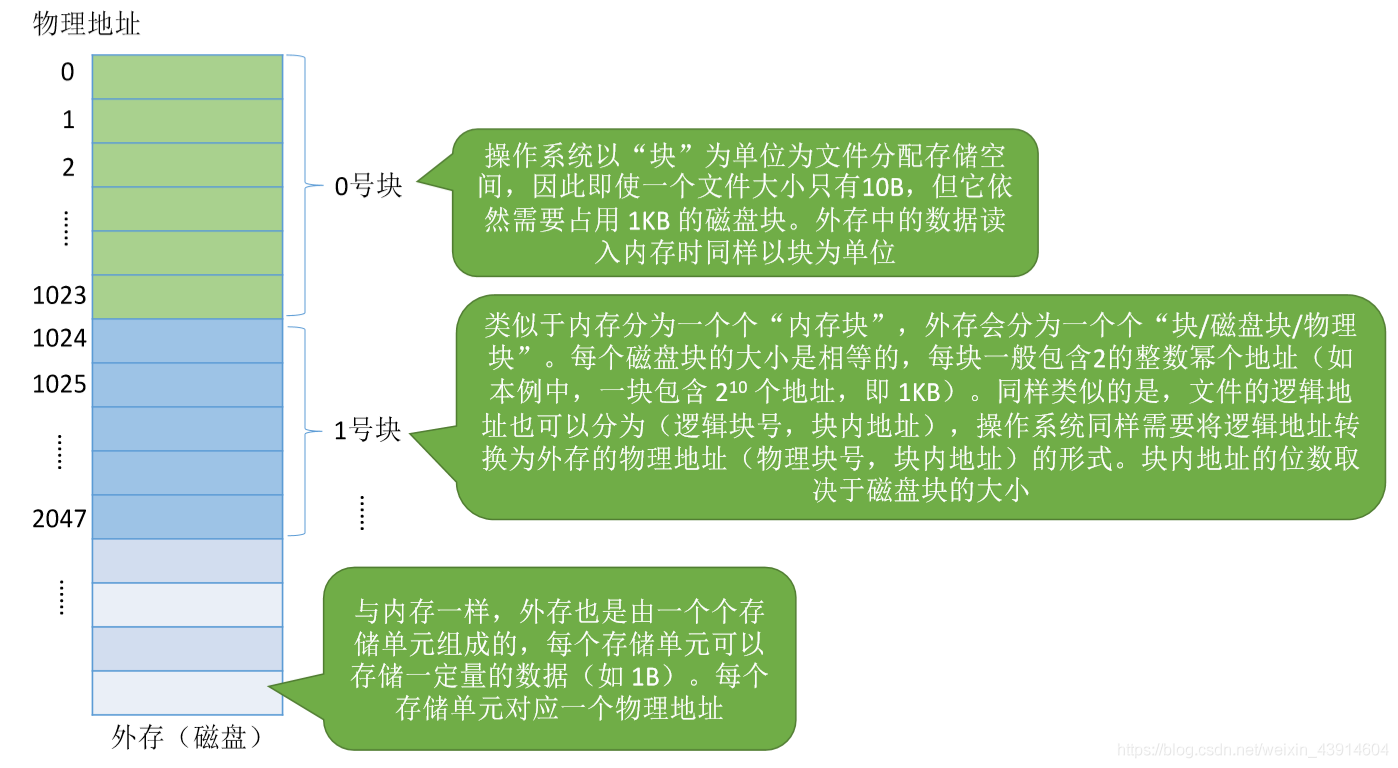 物理地址
0
1
2
……
1023
1024
1025
……
2047
……
0号块
1号块
……
操作系统以“块”为单位为文件分配存储空
间，因此即使一个文件大小只有10B，但它依
然需要占用 1KB 的磁盘块。外存中的数据读
入内存时同样以块为单位
类似于内存分为一个个“内存块”，外存会分为一个个“块/磁盘块/物理
块”。每个磁盘块的大小是相等的，每块一般包含2的整数幂个地址（如
本例中，一块包含 2¹⁰ 个地址，即 1KB）。同样类似的是，文件的逻辑地
址也可以分为（逻辑块号，块内地址），操作系统同样需要将逻辑地址转
换为外存的物理地址（物理块号，块内地址）的形式。块内地址的位数取
决于磁盘块的大小
与内存一样，外存也是由一个个存
储单元组成的，每个存储单元可以
存储一定量的数据（如 1B）。每个
存储单元对应一个物理地址
外存（磁盘）
https://blog.csdn.net/weixin_43914604